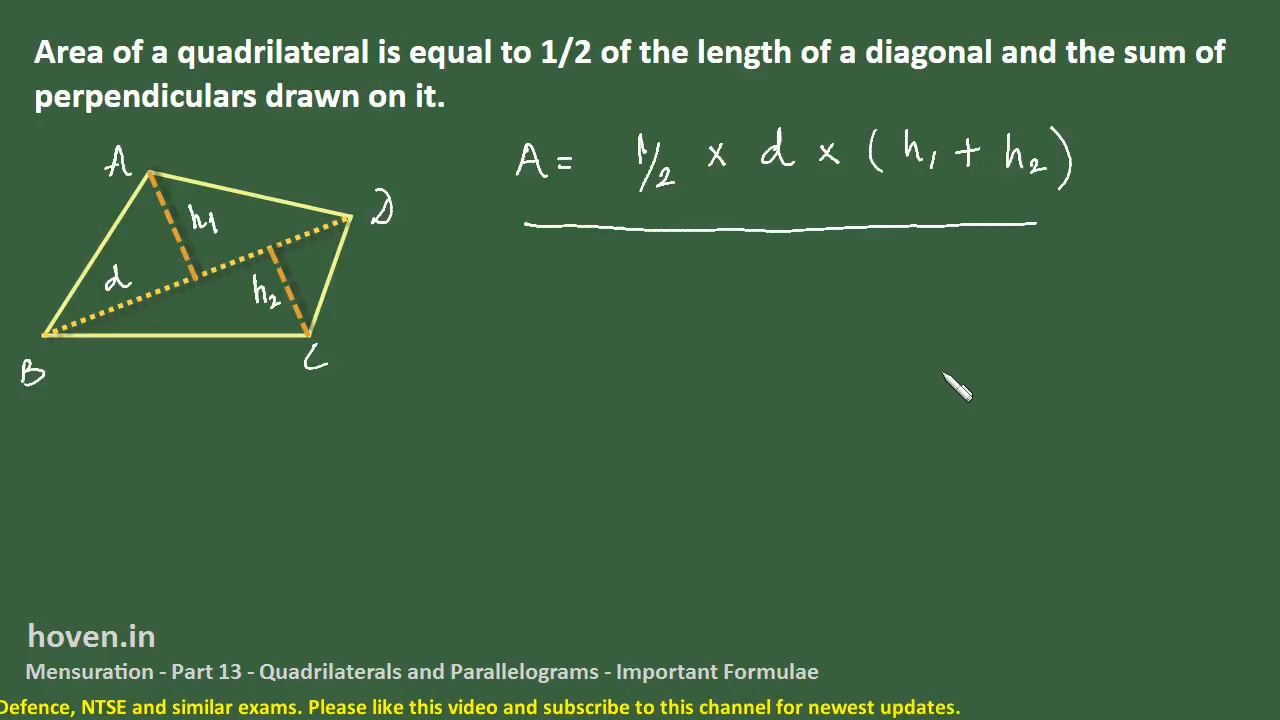 Area of a quadrilateral is equal to 1/2 of the length of a diagonal and the sum of
perpendiculars drawn on it.
A = 1/2 × d × (h₁ + h₂)
A
D
h1
d
h2
B
C
hoven.in
Mensuration - Part 13 - Quadrilaterals and Parallelograms - Important Formulae
Defence, NTSE and similar exams. Please like this video and subscribe to this channel for newest updates.